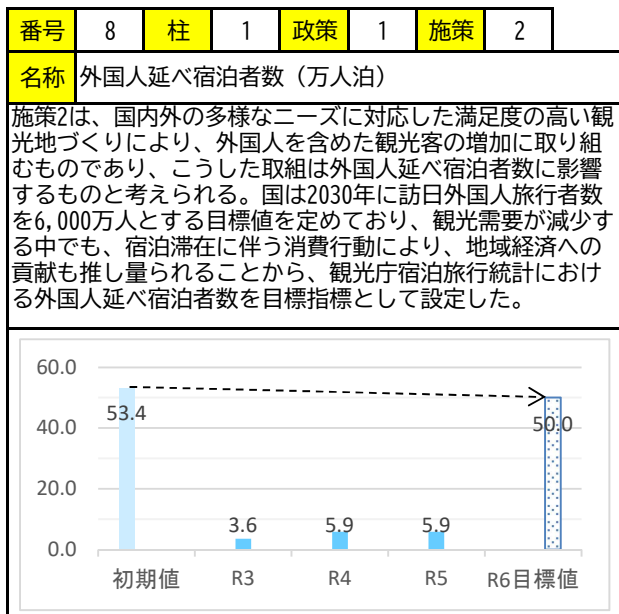 番号 8 柱 1 政策 1 施策 2
名称 外国人延べ宿泊者数（万人泊）
施策2は、国内外の多様なニーズに対応した満足度の高い観
光地づくりにより、外国人を含めた観光客の増加に取り組
むものであり、こうした取組は外国人延べ宿泊者数に影響
するものと考えられる。国は2030年に訪日外国人旅行者数
を6,000万人とする目標値を定めており、観光需要が減少す
る中でも、宿泊滞在に伴う消費行動により、地域経済への
貢献も推し量られることから、観光庁宿泊旅行統計におけ
る外国人延べ宿泊者数を目標指標として設定した。
60.0
40.0
20.0
0.0
53.4
3.6
5.9
5.9
50.0
初期値 R3 R4 R5 R6目標値